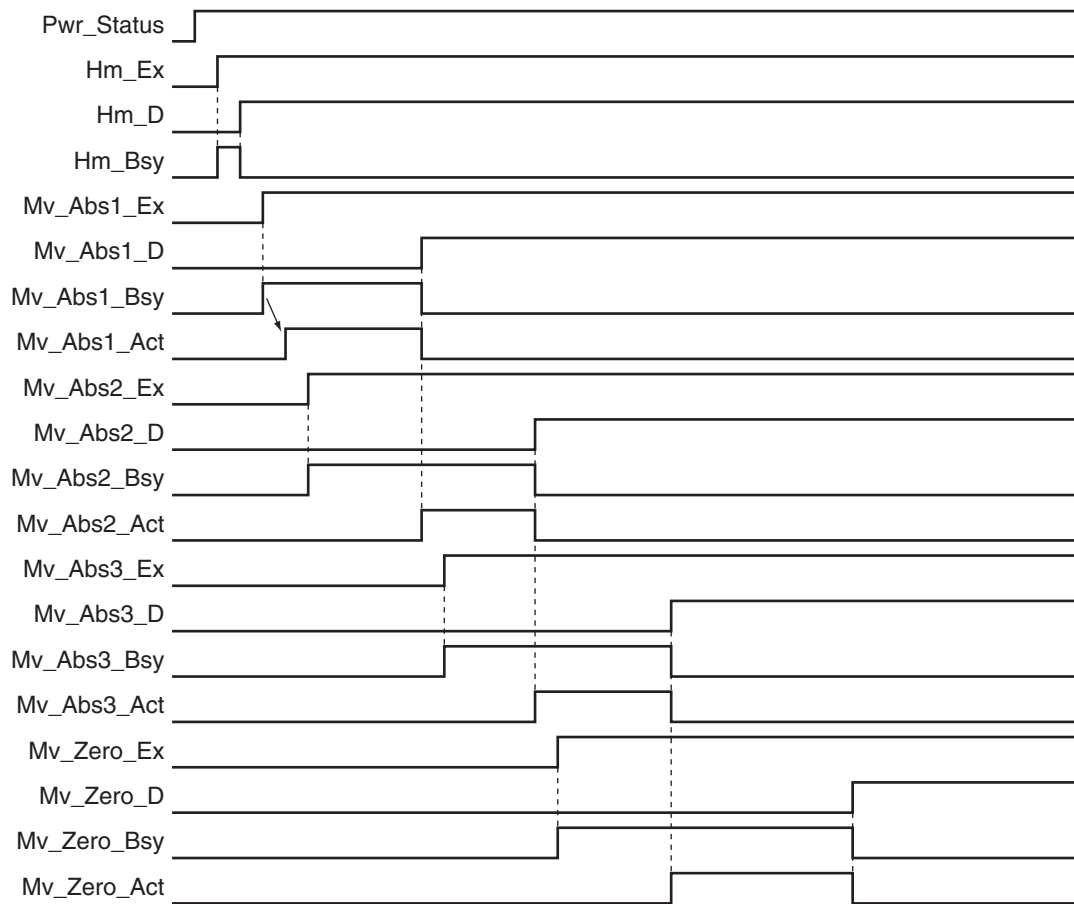 Pwr_Status
Hm_Ex
Hm_D
Hm_Bsy
Mv_Abs1_Ex
Mv_Abs1_D
Mv_Abs1_Bsy
Mv_Abs1_Act
Mv_Abs2_Ex
Mv_Abs2_D
Mv_Abs2_Bsy
Mv_Abs2_Act
Mv_Abs3_Ex
Mv_Abs3_D
Mv_Abs3_Bsy
Mv_Abs3_Act
Mv_Zero_Ex
Mv_Zero_D
Mv_Zero_Bsy
Mv_Zero_Act